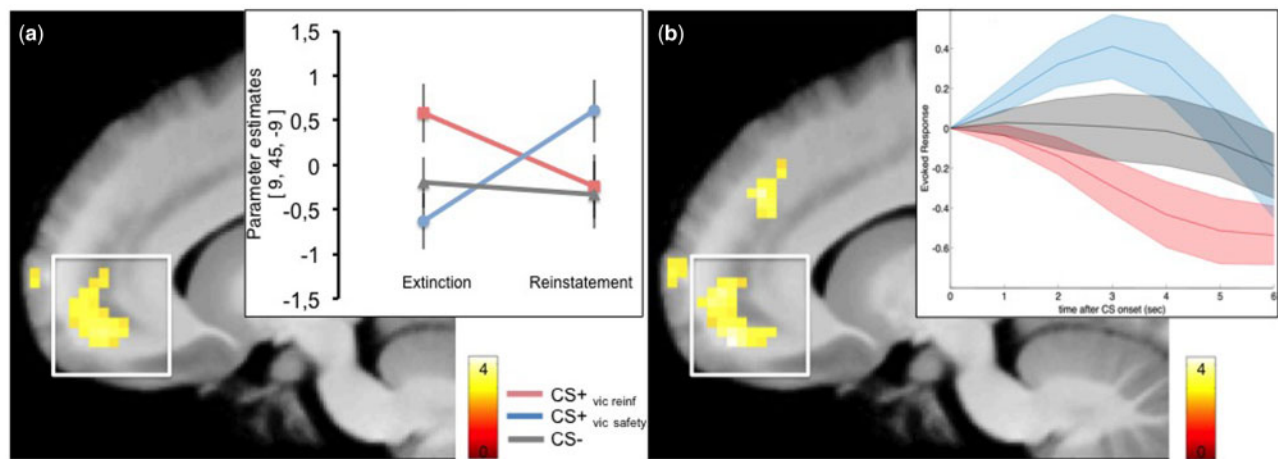 (a)
Parameter estimates
[ 9, 45, -9 ]
1,5
1
0,5
0
-0,5
-1
-1,5
Extinction
Reinstatement
4
0
CS+ vic reinf
CS+ vic safety
CS-
(b)
Evoked Response
0.4
0.2
0
-0.2
-0.4
-0.6
0
1
2
3
4
5
6
time after CS onset (sec)
4
0